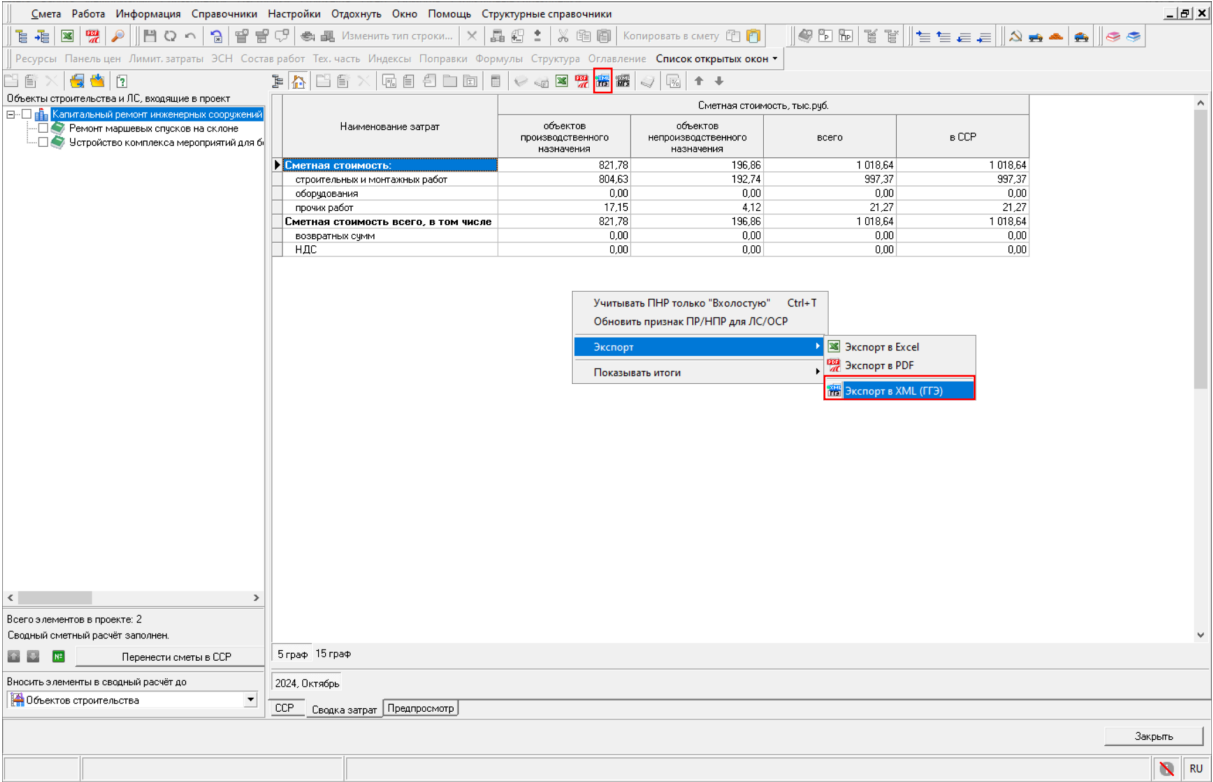 Смета Работа Информация Справочники Настройки Отдохнуть Окно Помощь Структурные справочники
Изменить тип строки... Копировать в смету
Ресурсы Панель цен Лимит. затраты ЭСН Состав работ Тех. часть Индексы Поправки Формулы Структура Оглавление Список открытых окон
Объекты строительства и ЛС, входящие в проект
Капитальный ремонт инженерных сооружений
Ремонт маршевых спусков на склоне
Устройство комплекса мероприятий для б
Наименование затрат
Сметная стоимость, тыс.руб.
объектов производственного назначения
объектов непроизводственного назначения
всего
в ССР
Сметная стоимость: 821,78 196,86 1 018,64 1 018,64
строительных и монтажных работ 804,63 192,74 997,37 997,37
оборудования 0,00 0,00 0,00 0,00
прочих работ 17,15 4,12 21,27 21,27
Сметная стоимость всего, в том числе 821,78 196,86 1 018,64 1 018,64
возвратных сумм 0,00 0,00 0,00 0,00
НДС 0,00 0,00 0,00 0,00
Учитывать ПНР только "Вхолостую" Ctrl+T
Обновить признак ПР/НПР для ЛС/ОСР
Экспорт
Показывать итоги
Экспорт в Excel
Экспорт в PDF
Экспорт в XML (ГГЭ)
Всего элементов в проекте: 2
Сводный сметный расчёт заполнен.
Перенести сметы в ССР
Вносить элементы в сводный расчёт до
Объектов строительства
5 граф 15 граф
2024, Октябрь
ССР Сводка затрат Предпросмотр
Закрыть
RU